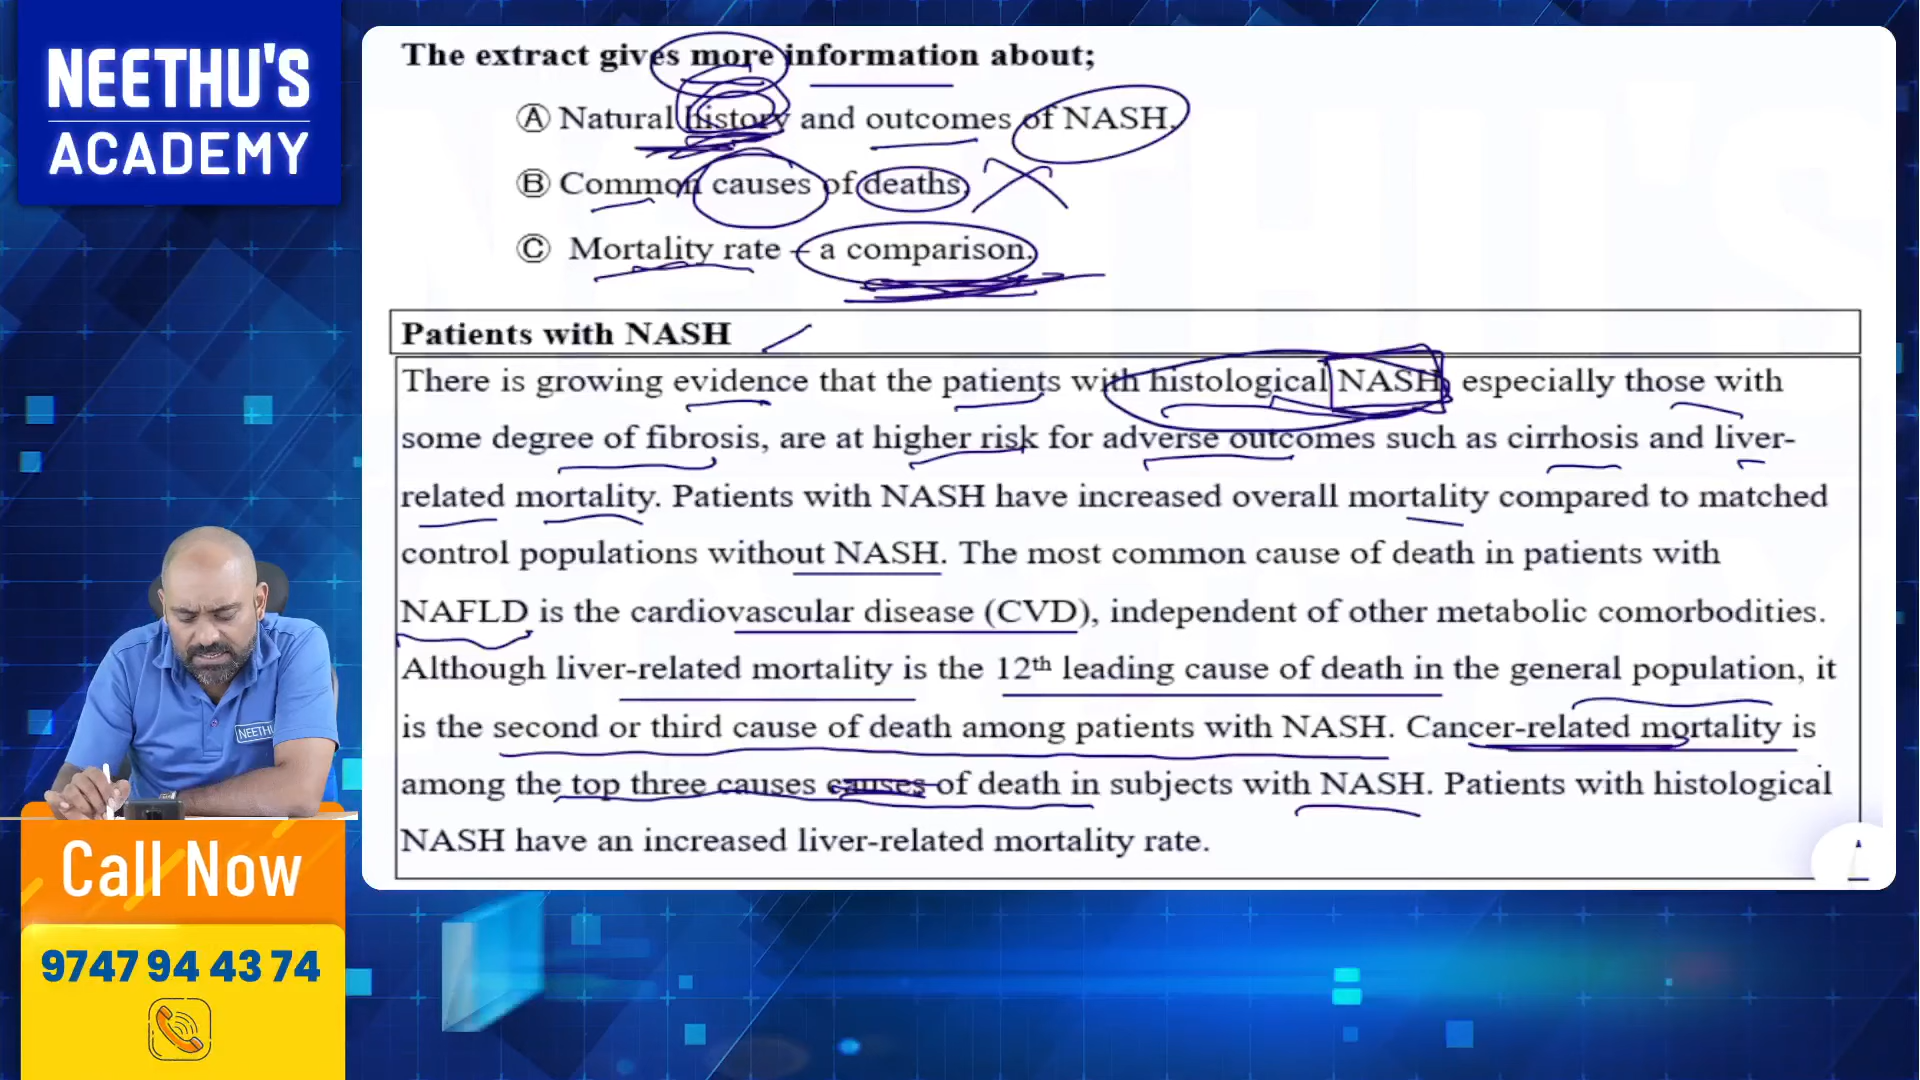 NEETHU'S
ACADEMY
The extract gives more information about;
Ⓐ Natural history and outcomes of NASH.
Ⓑ Common causes of deaths.
Ⓒ Mortality rate – a comparison.
Patients with NASH
There is growing evidence that the patients with histological NASH, especially those with
some degree of fibrosis, are at higher risk for adverse outcomes such as cirrhosis and liver-
related mortality. Patients with NASH have increased overall mortality compared to matched
control populations without NASH. The most common cause of death in patients with
NAFLD is the cardiovascular disease (CVD), independent of other metabolic comorbodities.
Although liver-related mortality is the 12th leading cause of death in the general population, it
is the second or third cause of death among patients with NASH. Cancer-related mortality is
among the top three causes causes of death in subjects with NASH. Patients with histological
NASH have an increased liver-related mortality rate.
NEETHU
Call Now
9747 94 43 74